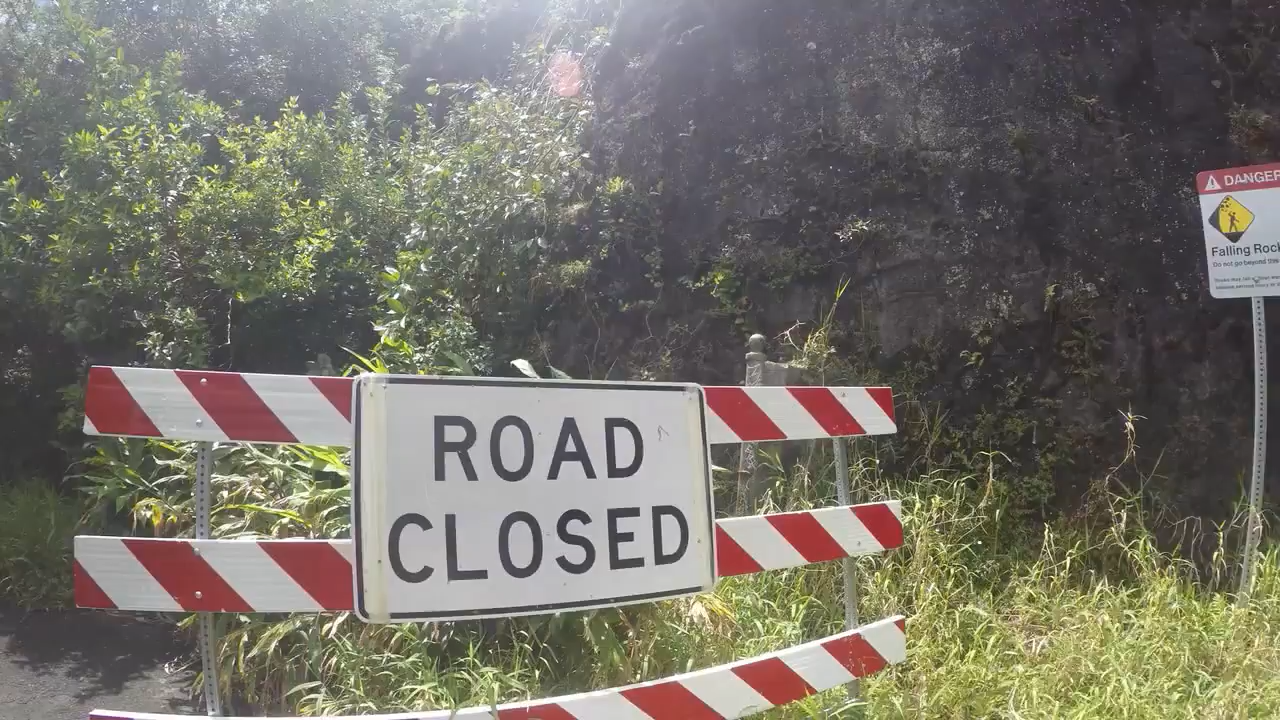 ROAD
CLOSED
DANGER
Falling Rock
Do not go beyond this